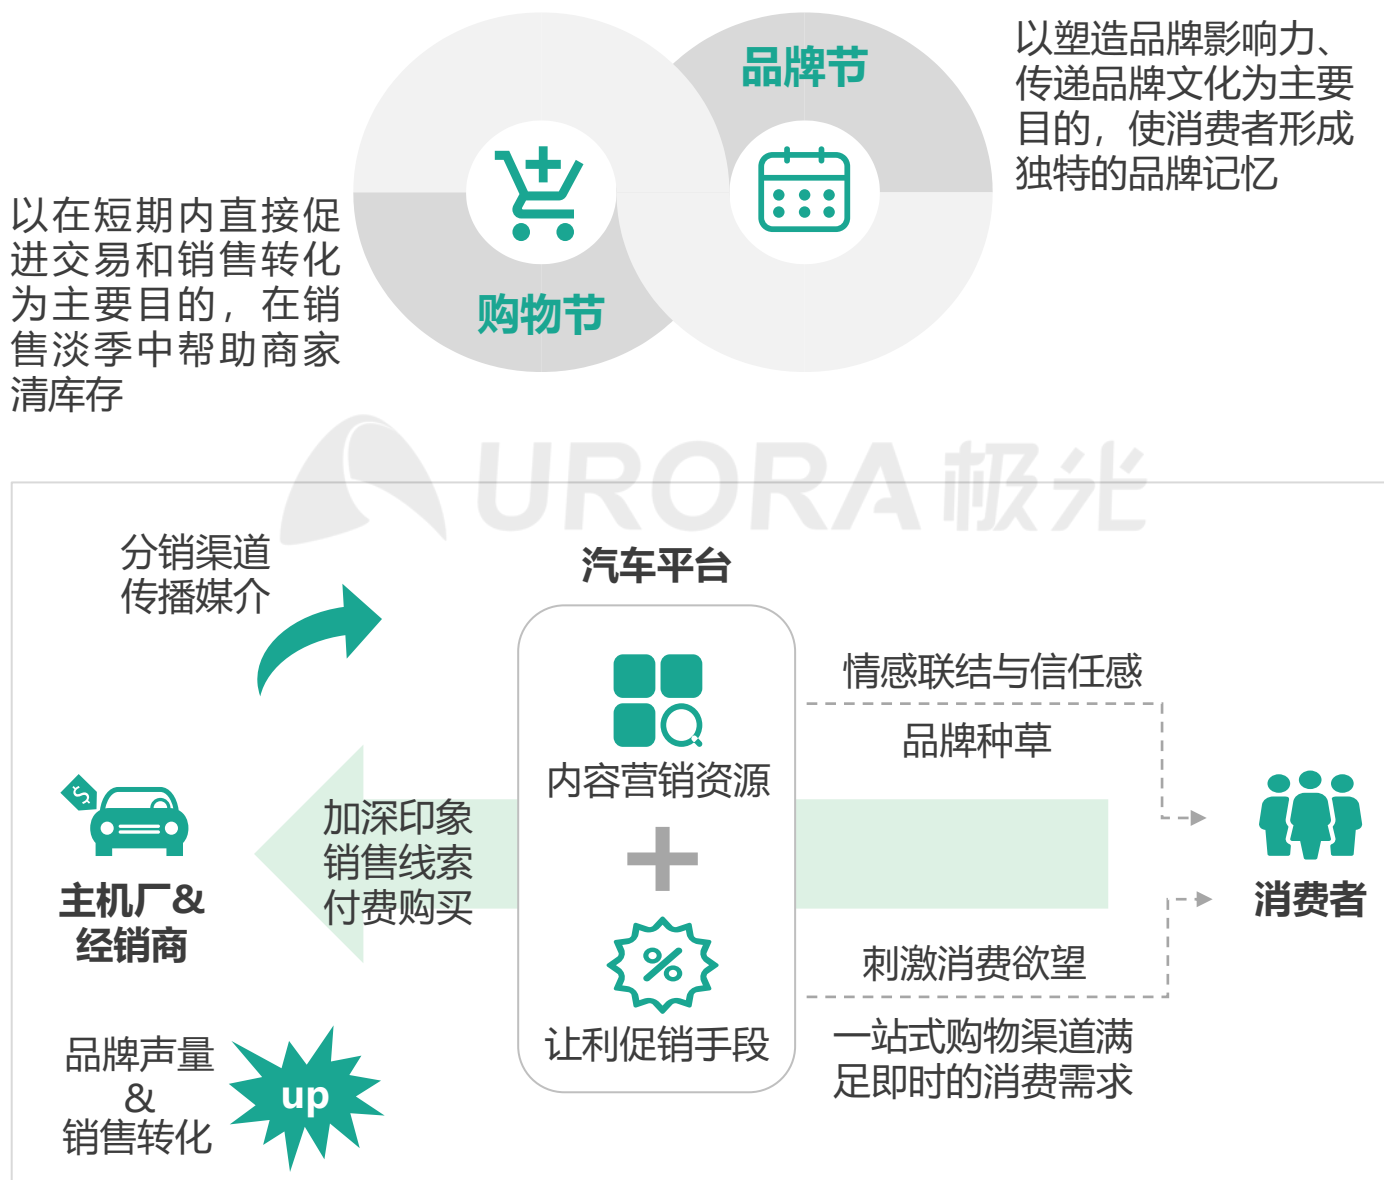 品牌节
以塑造品牌影响力、
传递品牌文化为主要
目的，使消费者形成
独特的品牌记忆
以在短期内直接促
进交易和销售转化
为主要目的，在销
售淡季中帮助商家
清库存
购物节
URORA极光
分销渠道
传播媒介
汽车平台
情感联结与信任感
品牌种草
内容营销资源
加深印象
销售线索
付费购买
$
主机厂&
经销商
消费者
%
刺激消费欲望
让利促销手段
一站式购物渠道满
足即时的消费需求
品牌声量
&
销售转化
up